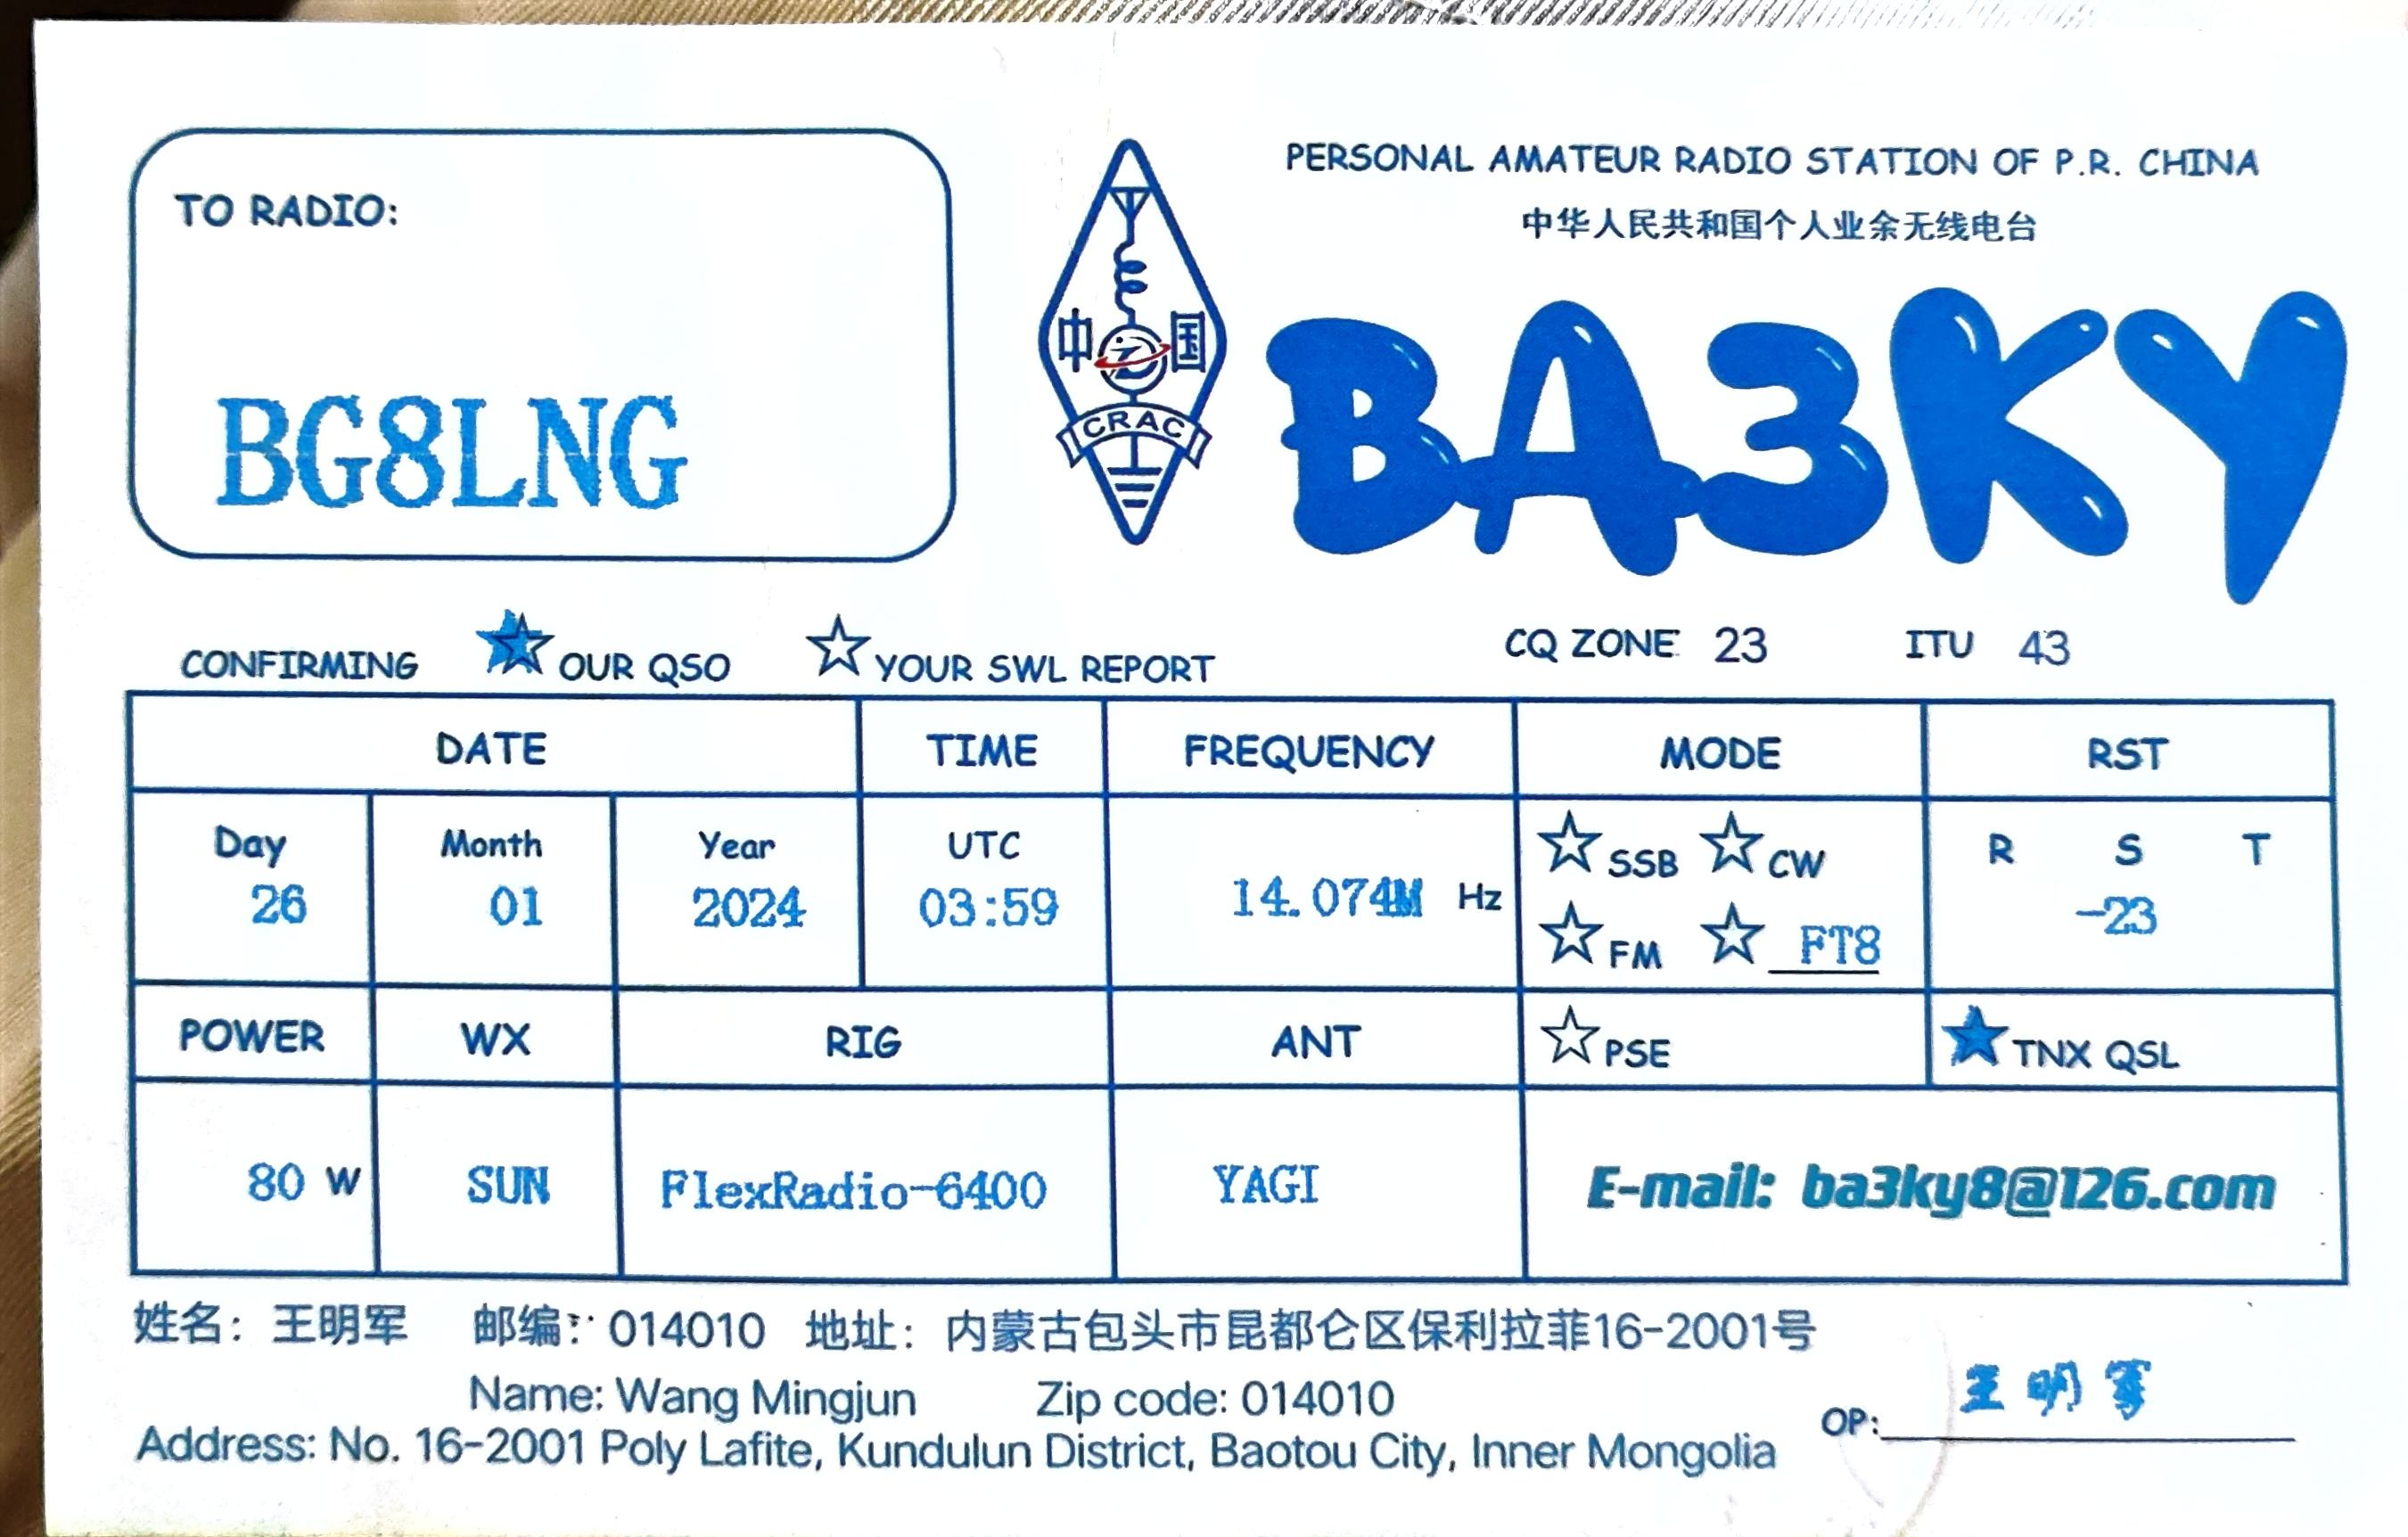 PERSONAL AMATEUR RADIO STATION OF P.R. CHINA
中华人民共和国个人业余无线电台
TO RADIO:
BG8LNG
中 国
CRAC
BA3KY
CONFIRMING OUR QSO YOUR SWL REPORT
CQ ZONE 23 ITU 43
DATE TIME FREQUENCY MODE RST
Day Month Year UTC SSB CW R S T
26 01 2024 03:59 14.074M Hz FM FT8 -23
POWER WX RIG ANT PSE TNX QSL
80 W SUN FlexRadio-6400 YAGI E-mail: ba3ky8@126.com
姓名：王明军 邮编：014010 地址：内蒙古包头市昆都仑区保利拉菲16-2001号
Name: Wang Mingjun Zip code: 014010
Address: No. 16-2001 Poly Lafite, Kundulun District, Baotou City, Inner Mongolia
OP: 王明军